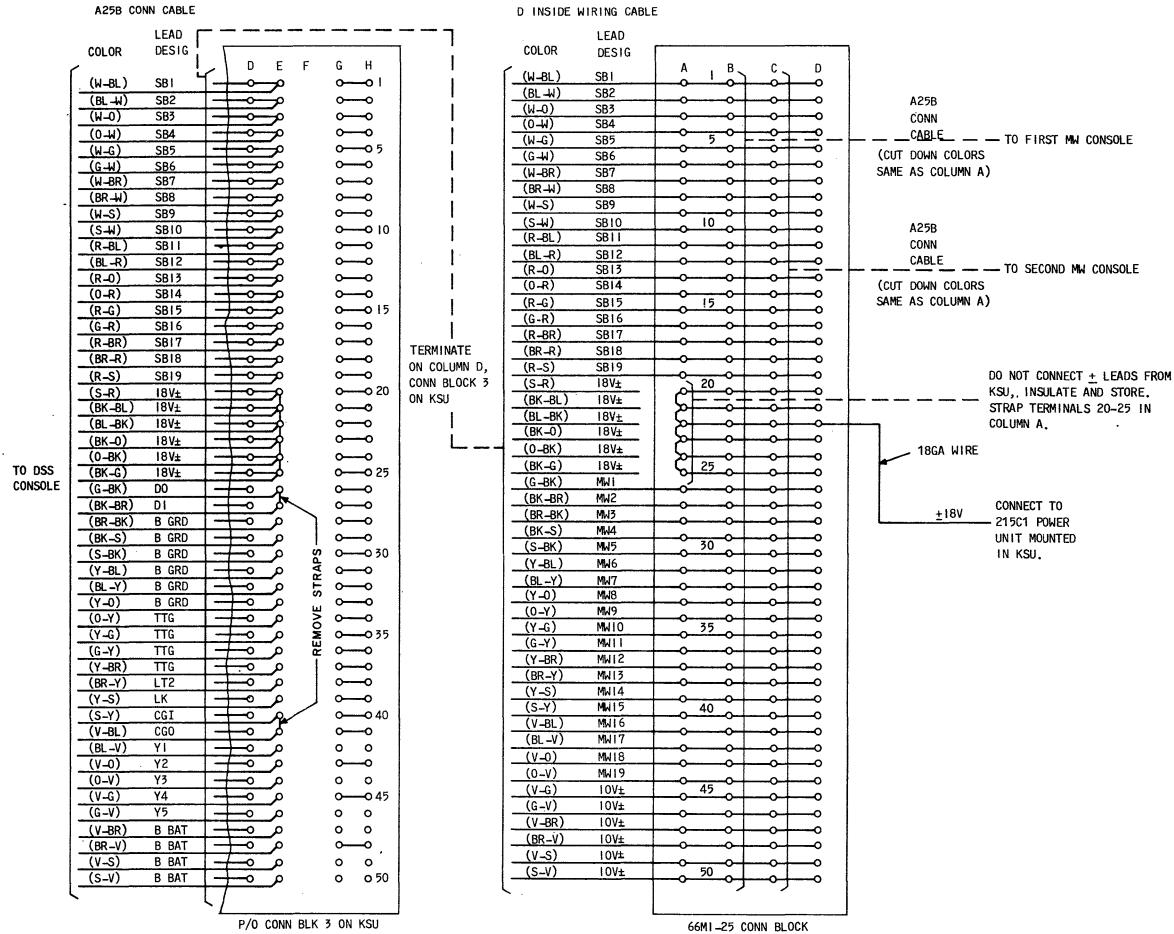 A25B CONN CABLE
COLOR
LEAD
DESIG
D E F G H
(W-BL) SB1 1
(BL-W) SB2
(W-O) SB3
(O-W) SB4
(W-G) SB5 5
(G-W) SB6
(W-BR) SB7
(BR-W) SB8
(W-S) SB9
(S-W) SB10 10
(R-BL) SB11
(BL-R) SB12
(R-O) SB13
(O-R) SB14
(R-G) SB15 15
(G-R) SB16
(R-BR) SB17
(BR-R) SB18
(R-S) SB19
(S-R) 18V± 20
(BK-BL) 18V±
(BL-BK) 18V±
(BK-O) 18V±
(O-BK) 18V±
(BK-G) 18V± 25
(G-BK) DO
(BK-BR) DI
(BR-BK) B GRD
(BK-S) B GRD
(S-BK) B GRD 30
(Y-BL) B GRD
(BL-Y) B GRD
(Y-O) B GRD
(O-Y) TTG
(Y-G) TTG 35
(G-Y) TTG
(Y-BR) TTG
(BR-Y) LT2
(Y-S) LK
(S-Y) CGI 40
(V-BL) CGO
(BL-V) Y1
(V-O) Y2
(O-V) Y3
(V-G) Y4 45
(G-V) Y5
(V-BR) B BAT
(BR-V) B BAT
(V-S) B BAT
(S-V) B BAT 50
TO DSS
CONSOLE
REMOVE STRAPS
P/O CONN BLK 3 ON KSU
TERMINATE
ON COLUMN D,
CONN BLOCK 3
ON KSU
D INSIDE WIRING CABLE
COLOR
LEAD
DESIG
A B C D
(W-BL) SB1 1
(BL-W) SB2
(W-O) SB3
(O-W) SB4
(W-G) SB5 5
(G-W) SB6
(W-BR) SB7
(BR-W) SB8
(W-S) SB9
(S-W) SB10 10
(R-BL) SB11
(BL-R) SB12
(R-O) SB13
(O-R) SB14
(R-G) SB15 15
(G-R) SB16
(R-BR) SB17
(BR-R) SB18
(R-S) SB19
(S-R) 18V± 20
(BK-BL) 18V±
(BL-BK) 18V±
(BK-O) 18V±
(O-BK) 18V±
(BK-G) 18V± 25
(G-BK) MW1
(BK-BR) MW2
(BR-BK) MW3
(BK-S) MW4
(S-BK) MW5 30
(Y-BL) MW6
(BL-Y) MW7
(Y-O) MW8
(O-Y) MW9
(Y-G) MW10 35
(G-Y) MW11
(Y-BR) MW12
(BR-Y) MW13
(Y-S) MW14
(S-Y) MW15 40
(V-BL) MW16
(BL-V) MW17
(V-O) MW18
(O-V) MW19
(V-G) 10V± 45
(G-V) 10V±
(V-BR) 10V±
(BR-V) 10V±
(V-S) 10V±
(S-V) 10V± 50
66M1-25 CONN BLOCK
A25B
CONN
CABLE
TO FIRST MW CONSOLE
(CUT DOWN COLORS
SAME AS COLUMN A)
A25B
CONN
CABLE
TO SECOND MW CONSOLE
(CUT DOWN COLORS
SAME AS COLUMN A)
DO NOT CONNECT ± LEADS FROM
KSU,. INSULATE AND STORE.
STRAP TERMINALS 20-25 IN
COLUMN A.
18GA WIRE
±18V
CONNECT TO
215C1 POWER
UNIT MOUNTED
IN KSU.